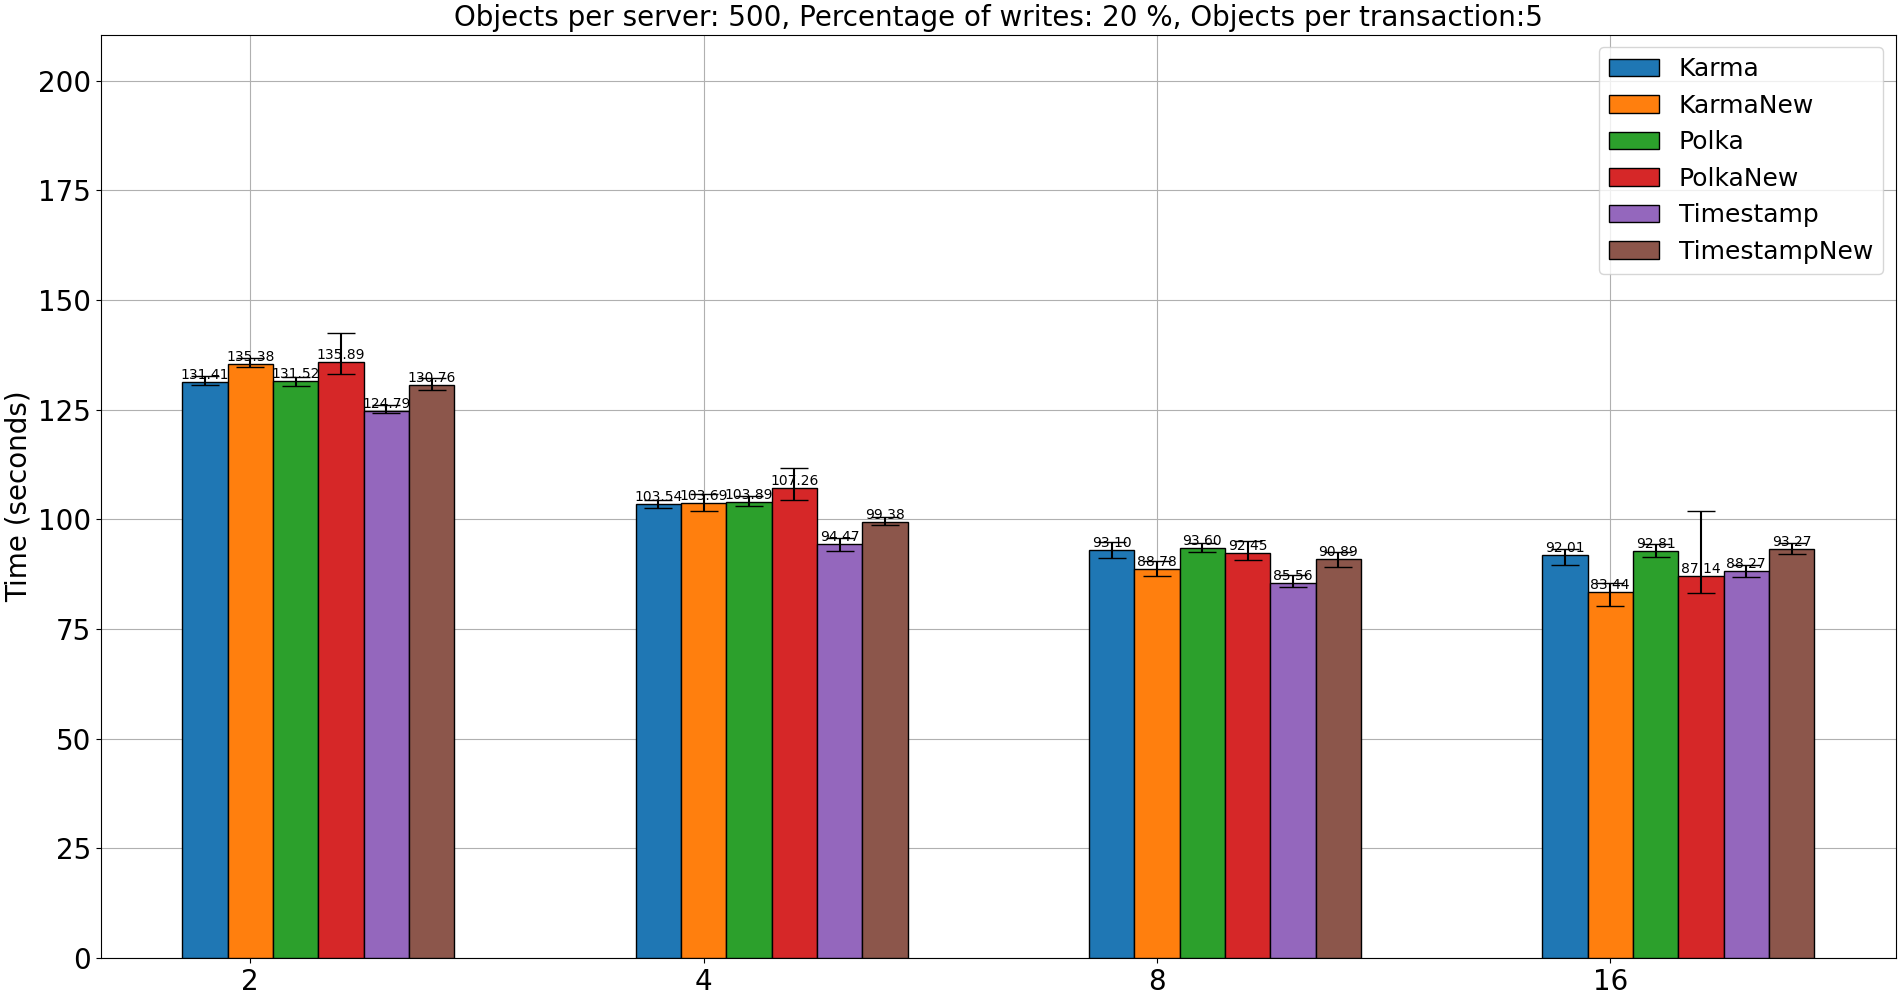 Objects per server: 500, Percentage of writes: 20 %, Objects per transaction:5
Karma
KarmaNew
Polka
PolkaNew
Timestamp
TimestampNew
Time (seconds)
200
175
150
125
100
75
50
25
0
131.41 135.38 131.52 135.89 124.79 130.76
103.54 103.69 103.89 107.26 94.47 99.38
93.10 88.78 93.60 92.45 85.56 90.89
92.01 83.44 92.81 87.14 88.27 93.27
2 4 8 16